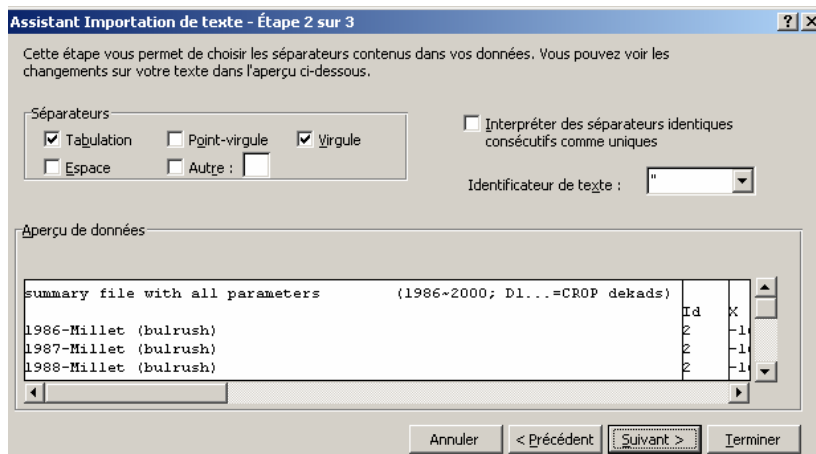 Assistant Importation de texte - Étape 2 sur 3
Cette étape vous permet de choisir les séparateurs contenus dans vos données. Vous pouvez voir les
changements sur votre texte dans l'aperçu ci-dessous.
Séparateurs
Tabulation Point-virgule Virgule
Espace Autre :
Interpréter des séparateurs identiques
consécutifs comme uniques
Identificateur de texte : "
Aperçu de données
summary file with all parameters (1986~2000; D1...=CROP dekads)
Id X
1986-Millet (bulrush) 2 -1
1987-Millet (bulrush) 2 -1
1988-Millet (bulrush) 2 -1
Annuler < Précédent Suivant > Terminer